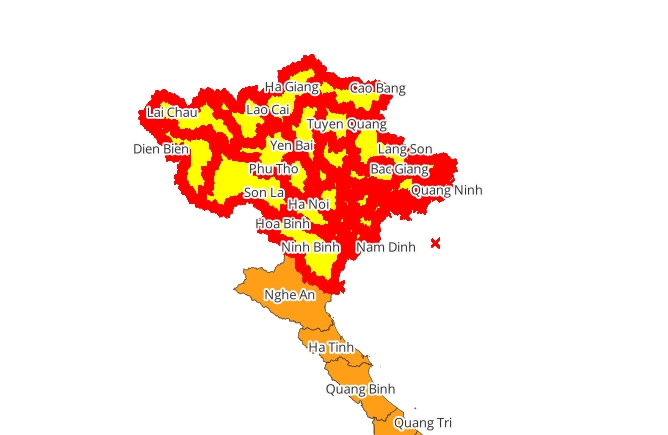 Ha Giang
Cao Bang
Lai Chau
Lao Cai
Tuyen Quang
Dien Bien
Yen Bai
Lang Son
Phu Tho
Bac Giang
Son La
Quang Ninh
Ha Noi
Hoa Binh
Ninh Binh
Nam Dinh
Nghe An
Ha Tinh
Quang Binh
Quang Tri